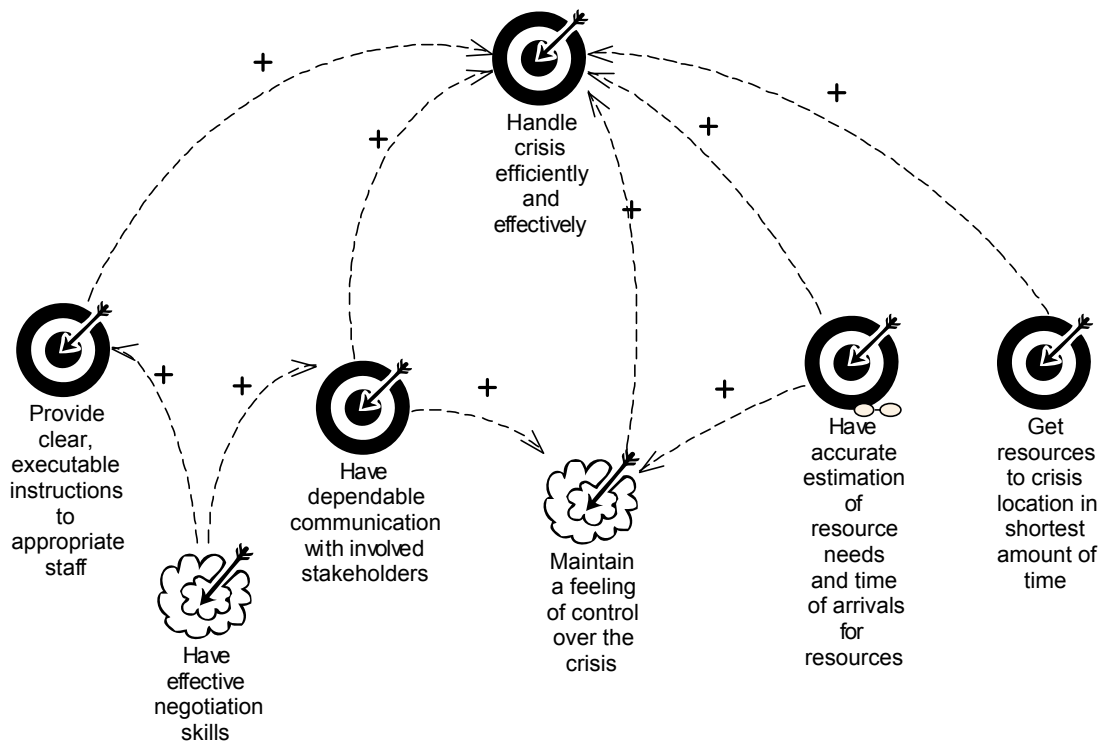 +
+
+
+
+
Handle
crisis
efficiently
and
effectively
+
+
+
+
Provide
clear,
executable
instructions
to
appropriate
staff
Have
dependable
communication
with involved
stakeholders
Have
effective
negotiation
skills
Maintain
a feeling
of control
over the
crisis
Have
accurate
estimation
of
resource
needs
and time
of arrivals
for
resources
Get
resources
to crisis
location in
shortest
amount of
time